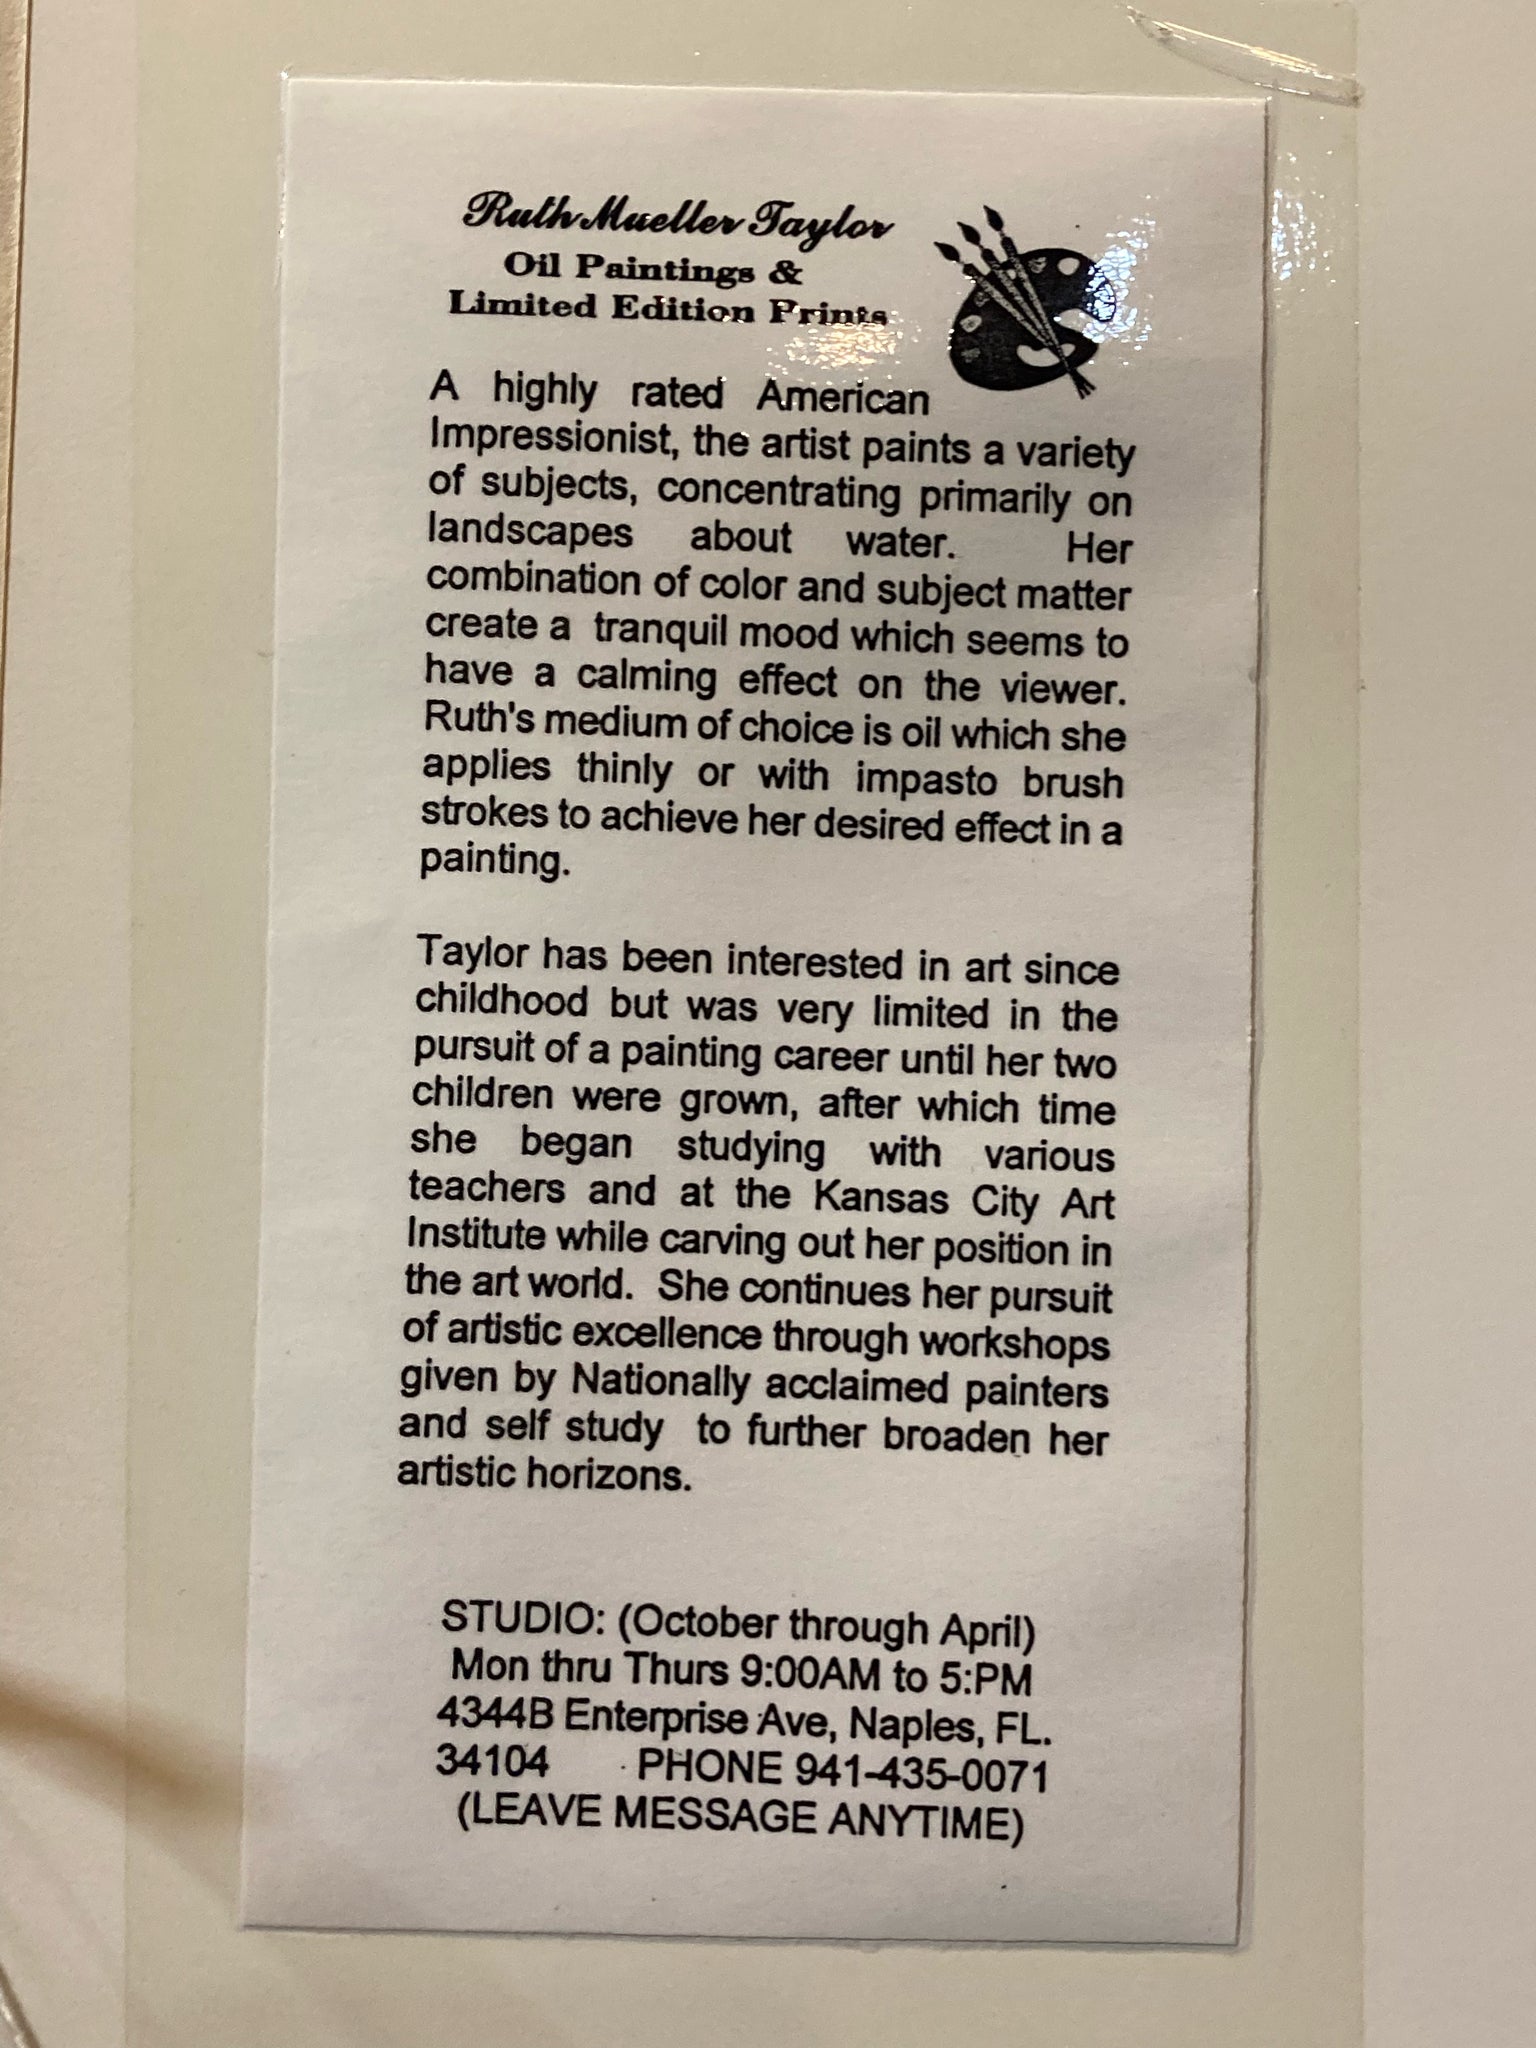 Ruth Mueller Taylor
Oil Paintings &
Limited Edition Prints
A highly rated American
Impressionist, the artist paints a variety
of subjects, concentrating primarily on
landscapes about water. Her
combination of color and subject matter
create a tranquil mood which seems to
have a calming effect on the viewer.
Ruth's medium of choice is oil which she
applies thinly or with impasto brush
strokes to achieve her desired effect in a
painting.
Taylor has been interested in art since
childhood but was very limited in the
pursuit of a painting career until her two
children were grown, after which time
she began studying with various
teachers and at the Kansas City Art
Institute while carving out her position in
the art world. She continues her pursuit
of artistic excellence through workshops
given by Nationally acclaimed painters
and self study to further broaden her
artistic horizons.
STUDIO: (October through April)
Mon thru Thurs 9:00AM to 5:PM
4344B Enterprise Ave, Naples, FL.
34104 PHONE 941-435-0071
(LEAVE MESSAGE ANYTIME)